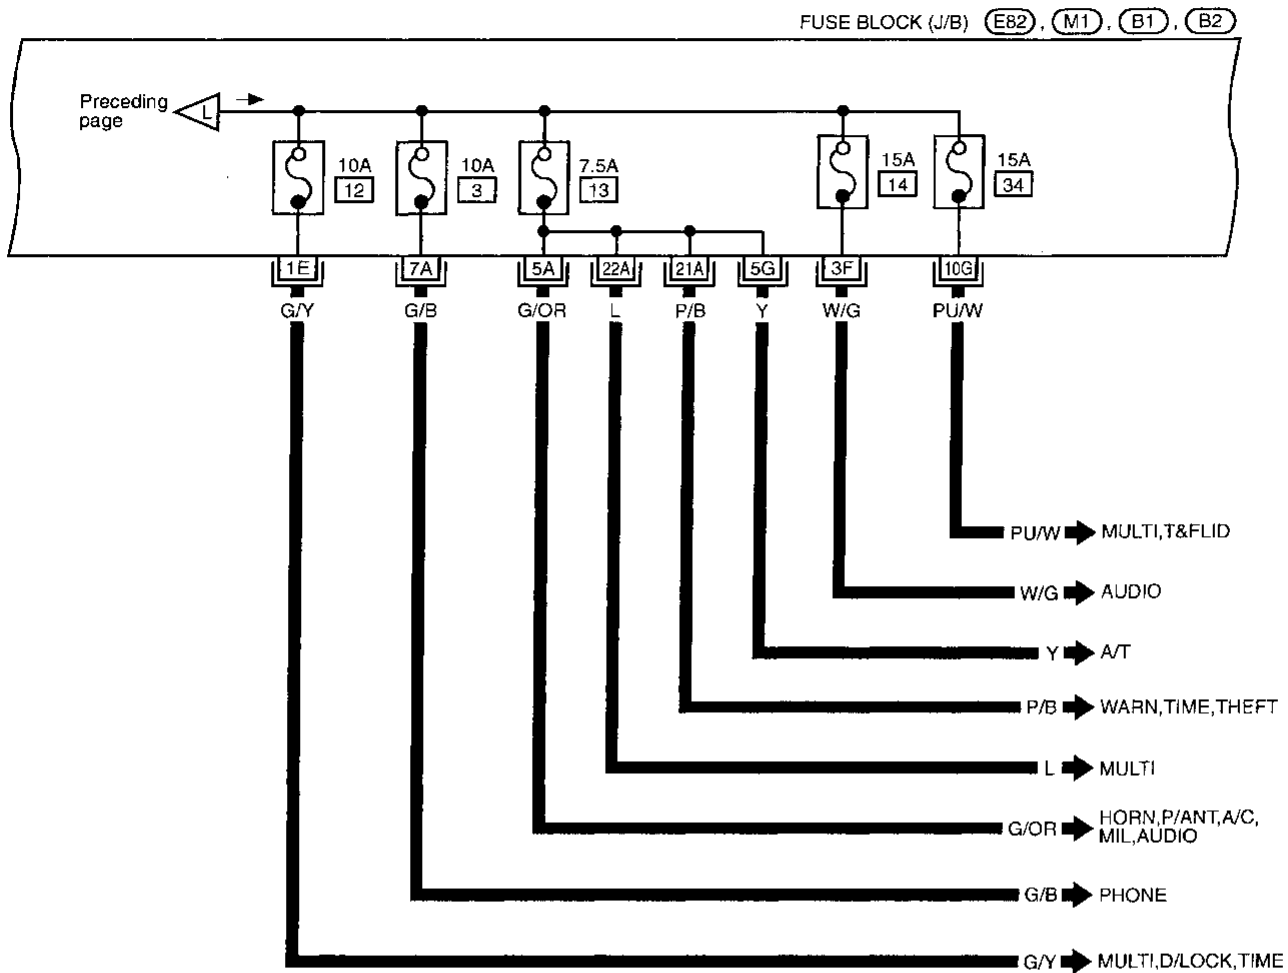 FUSE BLOCK (J/B) E82 , M1 , B1 , B2
Preceding
page
L
10A
12
10A
3
7.5A
13
15A
14
15A
34
1E 7A 5A 22A 21A 5G 3F 10G
G/Y G/B G/OR L P/B Y W/G PU/W
PU/W MULTI,T&FLID
W/G AUDIO
Y A/T
P/B WARN,TIME,THEFT
L MULTI
G/OR HORN,P/ANT,A/C,
MIL,AUDIO
G/B PHONE
G/Y MULTI,D/LOCK,TIME